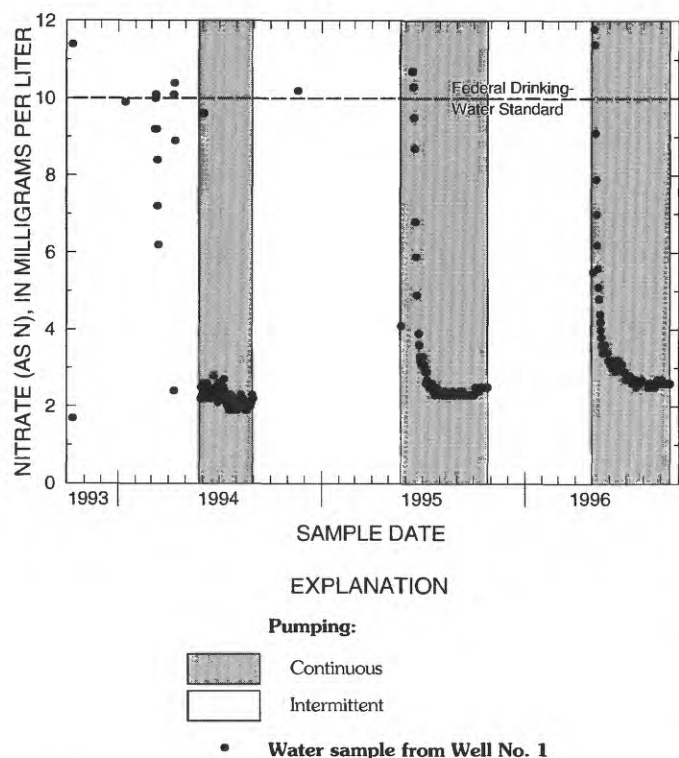 NITRATE (AS N), IN MILLIGRAMS PER LITER
12
10
8
6
4
2
0
Federal Drinking-
Water Standard
1993 1994 1995 1996
SAMPLE DATE
EXPLANATION
Pumping:
Continuous
Intermittent
Water sample from Well No. 1